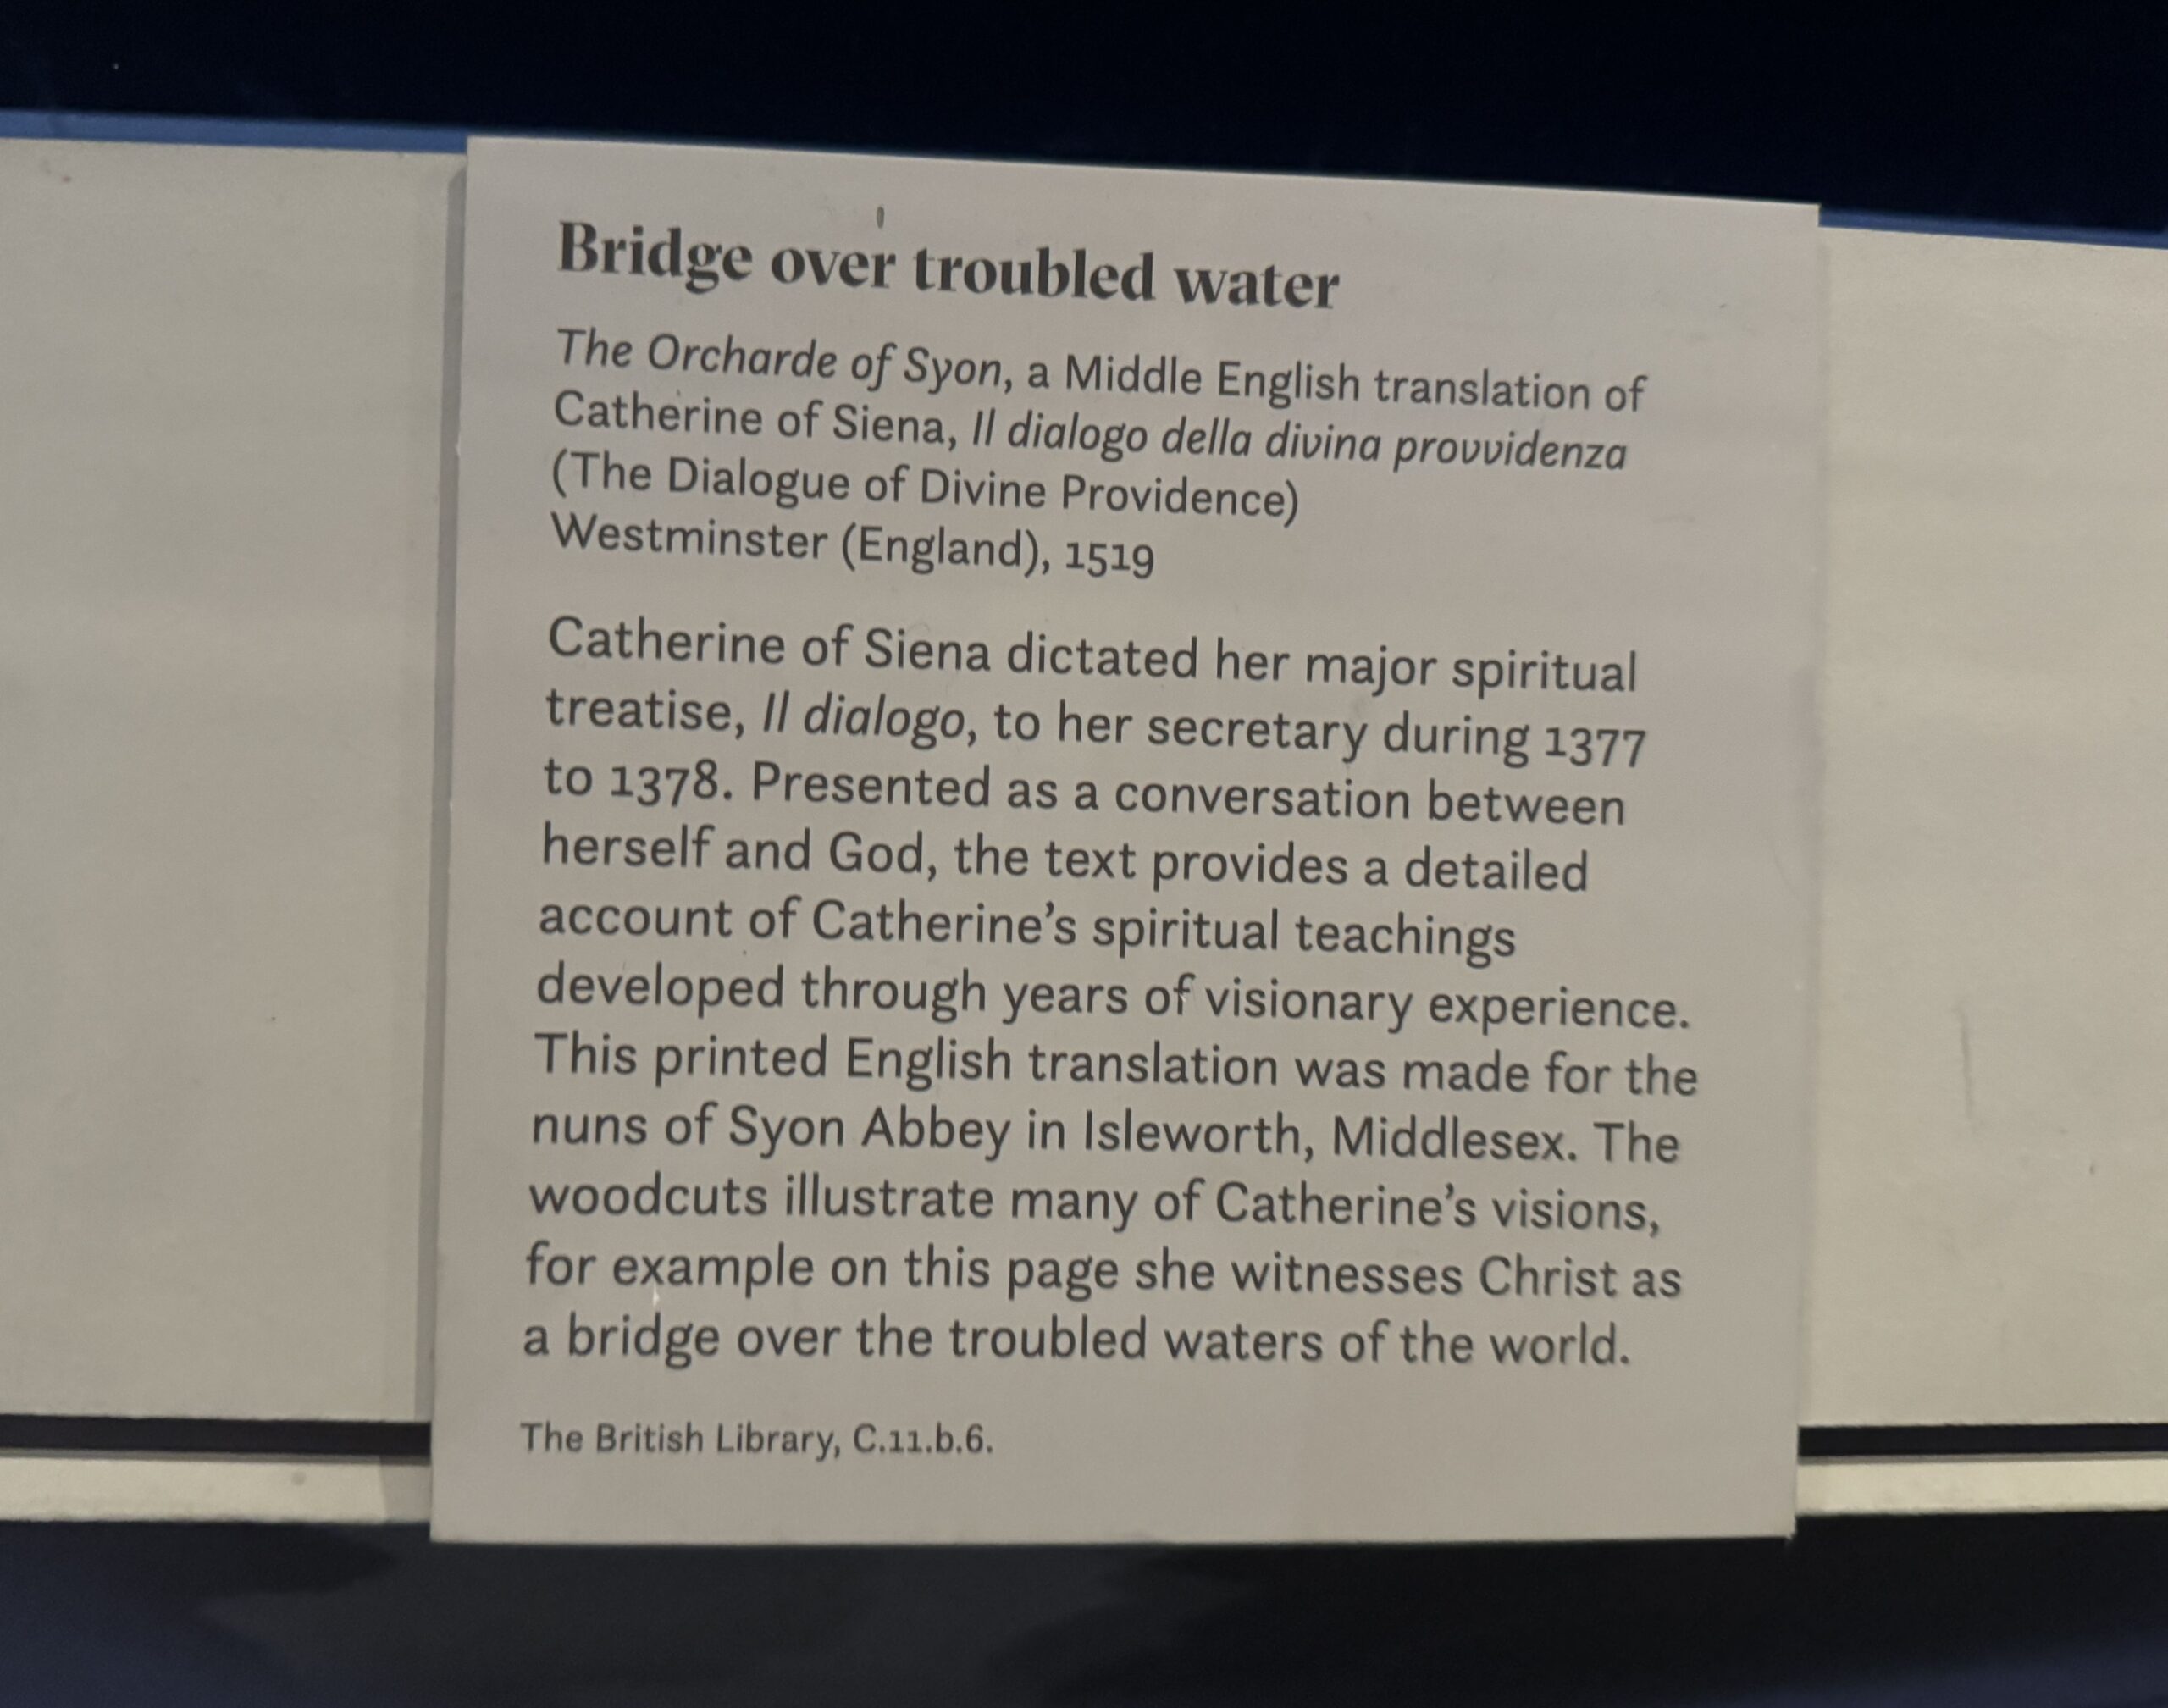 Bridge over troubled water
The Orcharde of Syon, a Middle English translation of
Catherine of Siena, Il dialogo della divina provvidenza
(The Dialogue of Divine Providence)
Westminster (England), 1519
Catherine of Siena dictated her major spiritual
treatise, Il dialogo, to her secretary during 1377
to 1378. Presented as a conversation between
herself and God, the text provides a detailed
account of Catherine’s spiritual teachings
developed through years of visionary experience.
This printed English translation was made for the
nuns of Syon Abbey in Isleworth, Middlesex. The
woodcuts illustrate many of Catherine’s visions,
for example on this page she witnesses Christ as
a bridge over the troubled waters of the world.
The British Library, C.11.b.6.